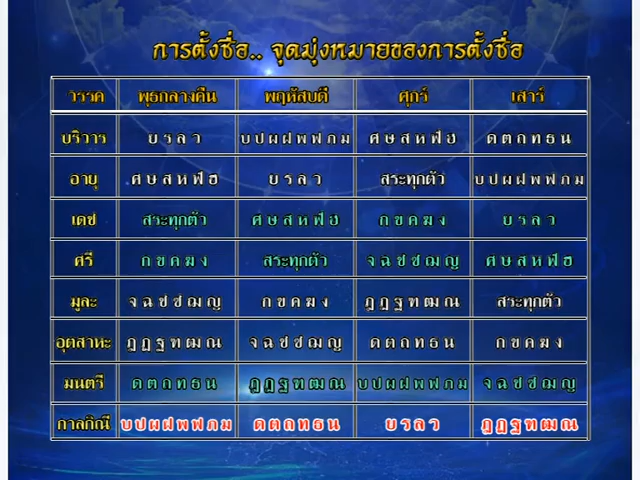 การตั้งชื่อ.. จุดมุ่งหมายของการตั้งชื่อ
วรรค พุธกลางคืน พฤหัสบดี ศุกร์ เสาร์
บริวาร ย ร ล ว บ ป ผ ฝ พ ฟ ภ ม ศ ษ ส ห ฬ ฮ ด ต ถ ท ธ น
อายุ ศ ษ ส ห ฬ ฮ ย ร ล ว สระทุกตัว บ ป ผ ฝ พ ฟ ภ ม
เดช สระทุกตัว ศ ษ ส ห ฬ ฮ ก ข ค ฆ ง ย ร ล ว
ศรี ก ข ค ฆ ง สระทุกตัว จ ฉ ช ซ ฌ ญ ศ ษ ส ห ฬ ฮ
มูละ จ ฉ ช ซ ฌ ญ ก ข ค ฆ ง ฎ ฏ ฐ ฑ ฒ ณ สระทุกตัว
อุตสาหะ ฎ ฏ ฐ ฑ ฒ ณ จ ฉ ช ซ ฌ ญ ด ต ถ ท ธ น ก ข ค ฆ ง
มนตรี ด ต ถ ท ธ น ฎ ฏ ฐ ฑ ฒ ณ บ ป ผ ฝ พ ฟ ภ ม จ ฉ ช ซ ฌ ญ
กาลกิณี บ ป ผ ฝ พ ฟ ภ ม ด ต ถ ท ธ น ย ร ล ว ฎ ฏ ฐ ฑ ฒ ณ